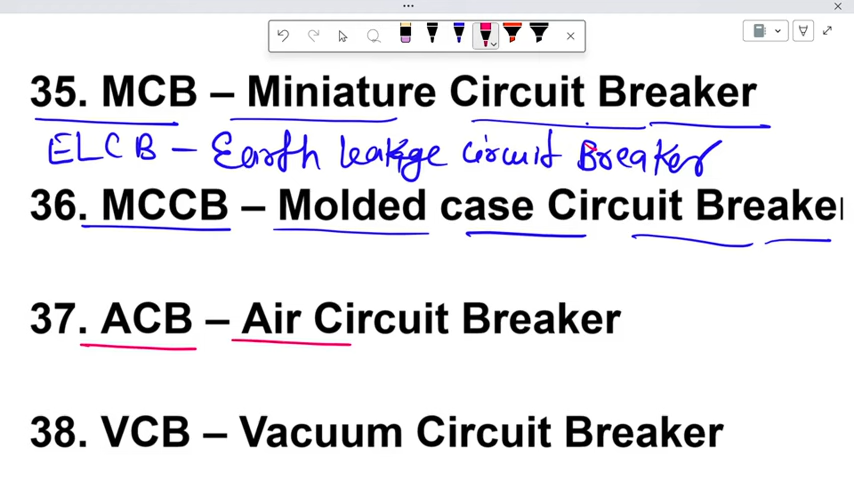 35. MCB – Miniature Circuit Breaker
ELCB – Earth leakge circuit Breaker
36. MCCB – Molded case Circuit Breaker
37. ACB – Air Circuit Breaker
38. VCB – Vacuum Circuit Breaker